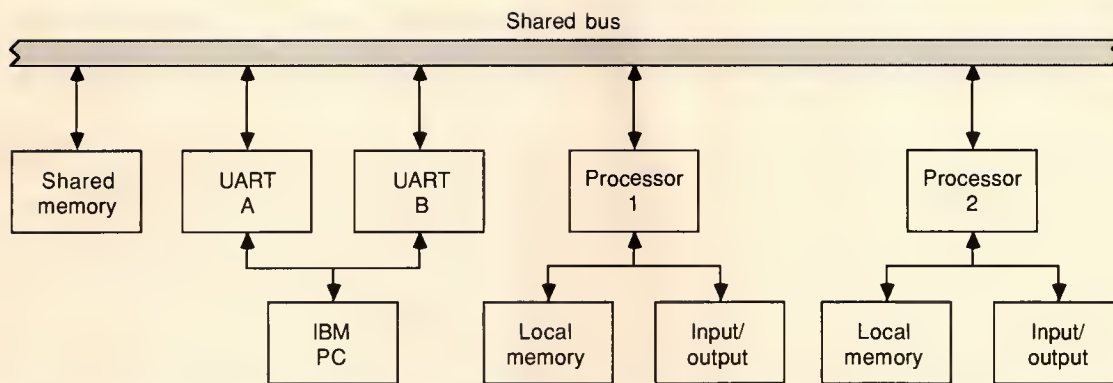 Shared bus
Shared
memory
UART
A
UART
B
Processor
1
Processor
2
IBM
PC
Local
memory
Input/
output
Local
memory
Input/
output